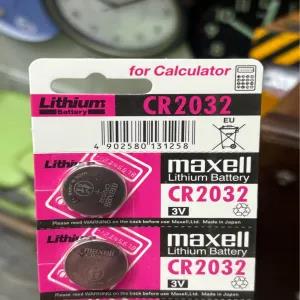 for Calculator
Lithium
Battery
CR2032
EU
4 902580 131258
maxell
Lithium Battery
CR2032
3V
Please read WARNING on the back before use Maxell,Ltd. Made in Japan
maxell
Lithium Battery
CR2032
3V
Please read WARNING on the back before use Maxell,Ltd. Made in Japan